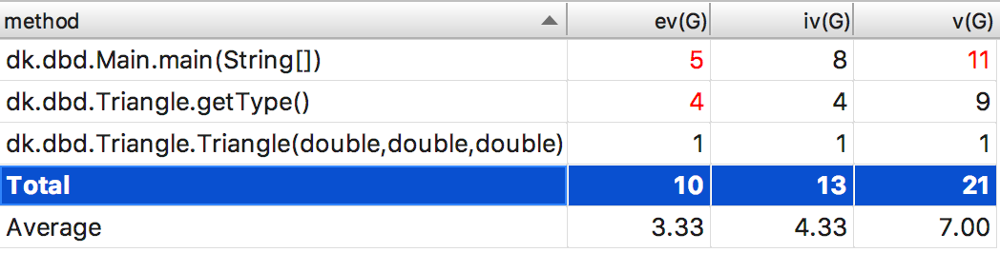 method ev(G) iv(G) v(G)
dk.dbd.Main.main(String[]) 5 8 11
dk.dbd.Triangle.getType() 4 4 9
dk.dbd.Triangle.Triangle(double,double,double) 1 1 1
Total 10 13 21
Average 3.33 4.33 7.00